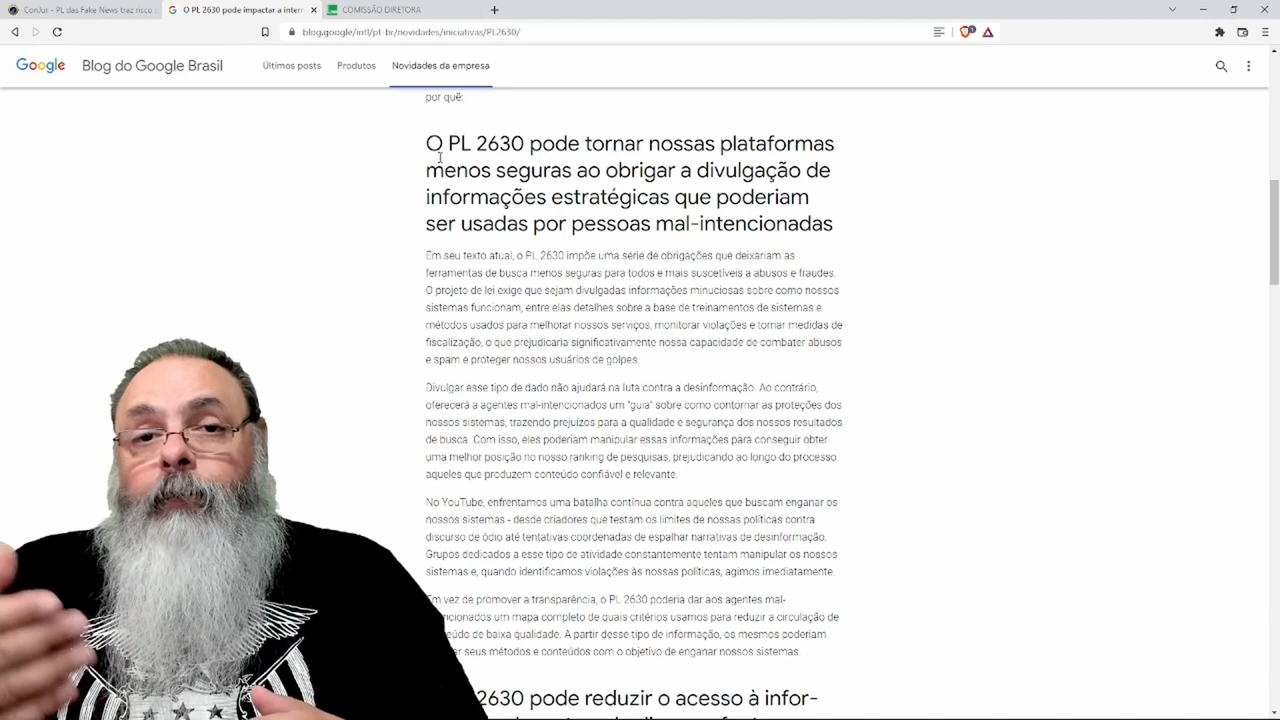 ConJur - PL das Fake News traz risco
O PL 2630 pode impactar a intern
COMISSÃO DIRETORA
blog.google/intl/pt-br/novidades/iniciativas/PL2630/
Google Blog do Google Brasil Últimos posts Produtos Novidades da empresa
por quê:
O PL 2630 pode tornar nossas plataformas
menos seguras ao obrigar a divulgação de
informações estratégicas que poderiam
ser usadas por pessoas mal-intencionadas
Em seu texto atual, o PL 2630 impõe uma série de obrigações que deixariam as
ferramentas de busca menos seguras para todos e mais suscetíveis a abusos e fraudes.
O projeto de lei exige que sejam divulgadas informações minuciosas sobre como nossos
sistemas funcionam, entre elas detalhes sobre a base de treinamentos de sistemas e
métodos usados para melhorar nossos serviços, monitorar violações e tomar medidas de
fiscalização, o que prejudicaria significativamente nossa capacidade de combater abusos
e spam e proteger nossos usuários de golpes.
Divulgar esse tipo de dado não ajudará na luta contra a desinformação. Ao contrário,
oferecerá a agentes mal-intencionados um "guia" sobre como contornar as proteções dos
nossos sistemas, trazendo prejuízos para a qualidade e segurança dos nossos resultados
de busca. Com isso, eles poderiam manipular essas informações para conseguir obter
uma melhor posição no nosso ranking de pesquisas, prejudicando ao longo do processo
aqueles que produzem conteúdo confiável e relevante.
No YouTube, enfrentamos uma batalha contínua contra aqueles que buscam enganar os
nossos sistemas - desde criadores que testam os limites de nossas políticas contra
discurso de ódio até tentativas coordenadas de espalhar narrativas de desinformação.
Grupos dedicados a esse tipo de atividade constantemente tentam manipular os nossos
sistemas e, quando identificamos violações às nossas políticas, agimos imediatamente.
Em vez de promover a transparência, o PL 2630 poderia dar aos agentes mal-
ncionados um mapa completo de quais critérios usamos para reduzir a circulação de
eúdo de baixa qualidade. A partir desse tipo de informação, os mesmos poderiam
ar seus métodos e conteúdos com o objetivo de enganar nossos sistemas.
2630 pode reduzir o acesso à infor-